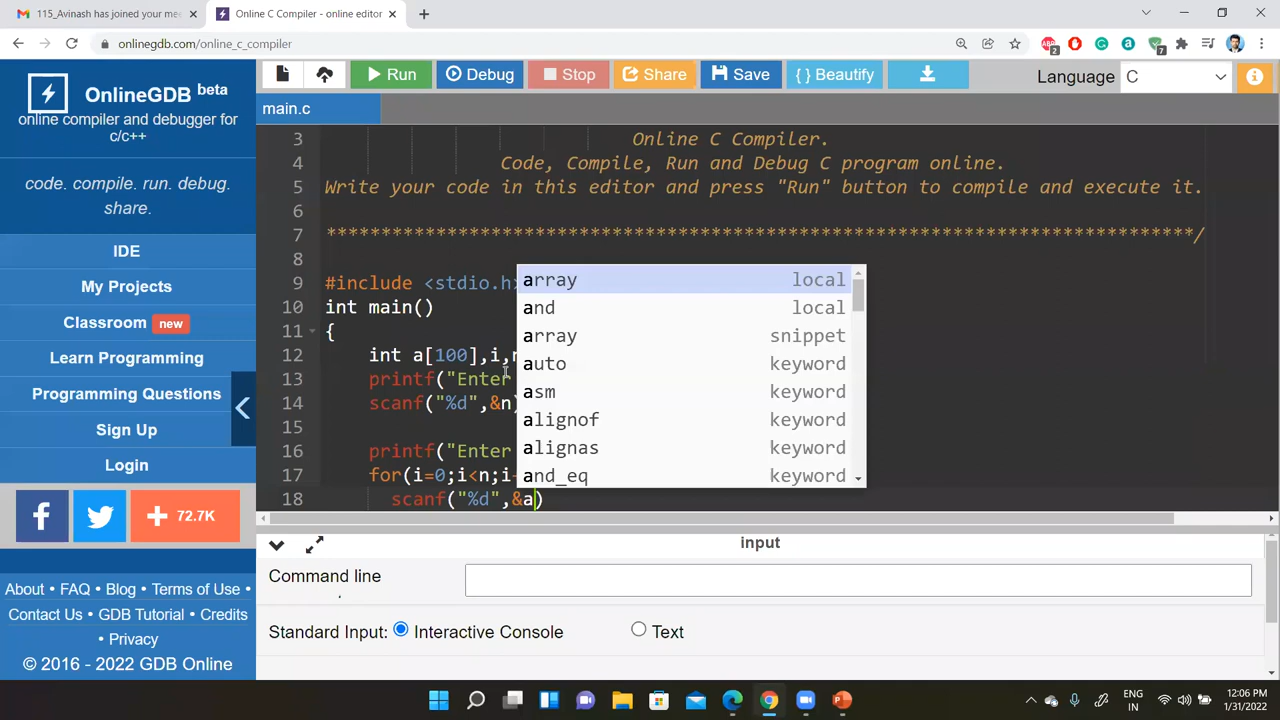 115_Avinash has joined your me
Online C Compiler - online editor
onlinegdb.com/online_c_compiler
2
7
OnlineGDB beta
online compiler and debugger for
c/c++
code. compile. run. debug.
share.
IDE
My Projects
Classroom new
Learn Programming
Programming Questions
Sign Up
Login
72.7K
About • FAQ • Blog • Terms of Use •
Contact Us • GDB Tutorial • Credits
• Privacy
© 2016 - 2022 GDB Online
Run
Debug
Stop
Share
Save
{ } Beautify
Language
C
main.c
3 Online C Compiler.
4 Code, Compile, Run and Debug C program online.
5 Write your code in this editor and press "Run" button to compile and execute it.
6
7 *******************************************************************************/
8
9 #include <stdio.h>
10 int main()
11 {
12 int a[100],i,n
13 printf("Enter
14 scanf("%d",&n)
15
16 printf("Enter
17 for(i=0;i<n;i+
18 scanf("%d",&a)
array local
and local
array snippet
auto keyword
asm keyword
alignof keyword
alignas keyword
and_eq keyword
input
Command line
Standard Input: Interactive Console Text
ENG
IN
12:06 PM
1/31/2022